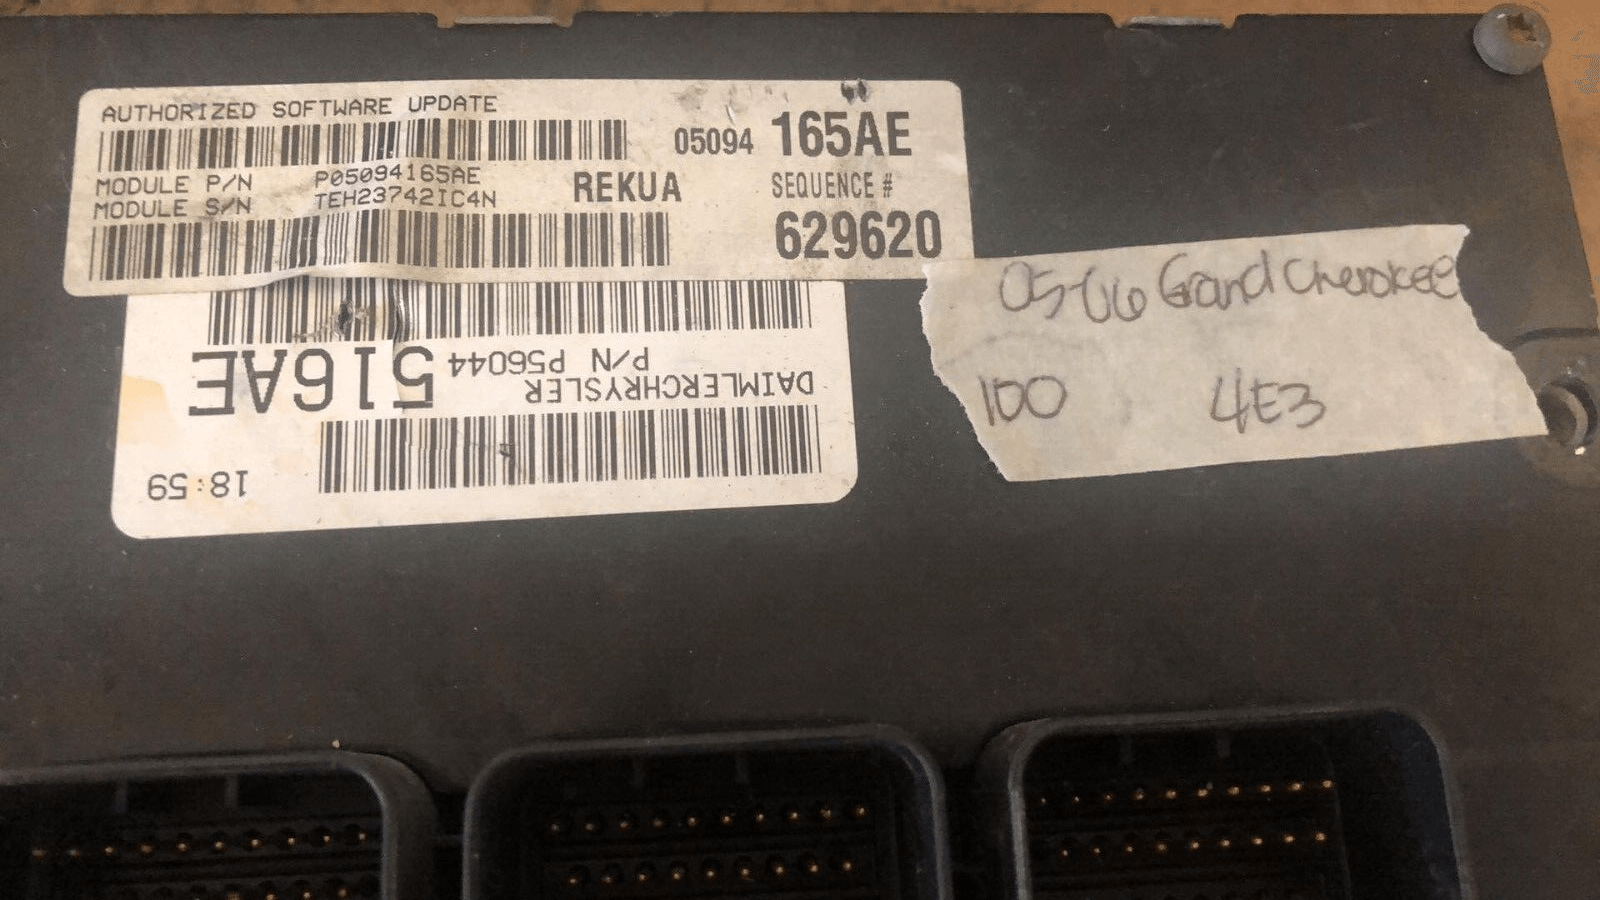 AUTHORIZED SOFTWARE UPDATE
05094 165AE
MODULE P/N P05094165AE
MODULE S/N TEH23742IC4N
REKUA
SEQUENCE #
629620
DAIMLERCHRYSLER
P/N P56044 516AE
18:59
05-06 Grand Cherokee
100 4E3